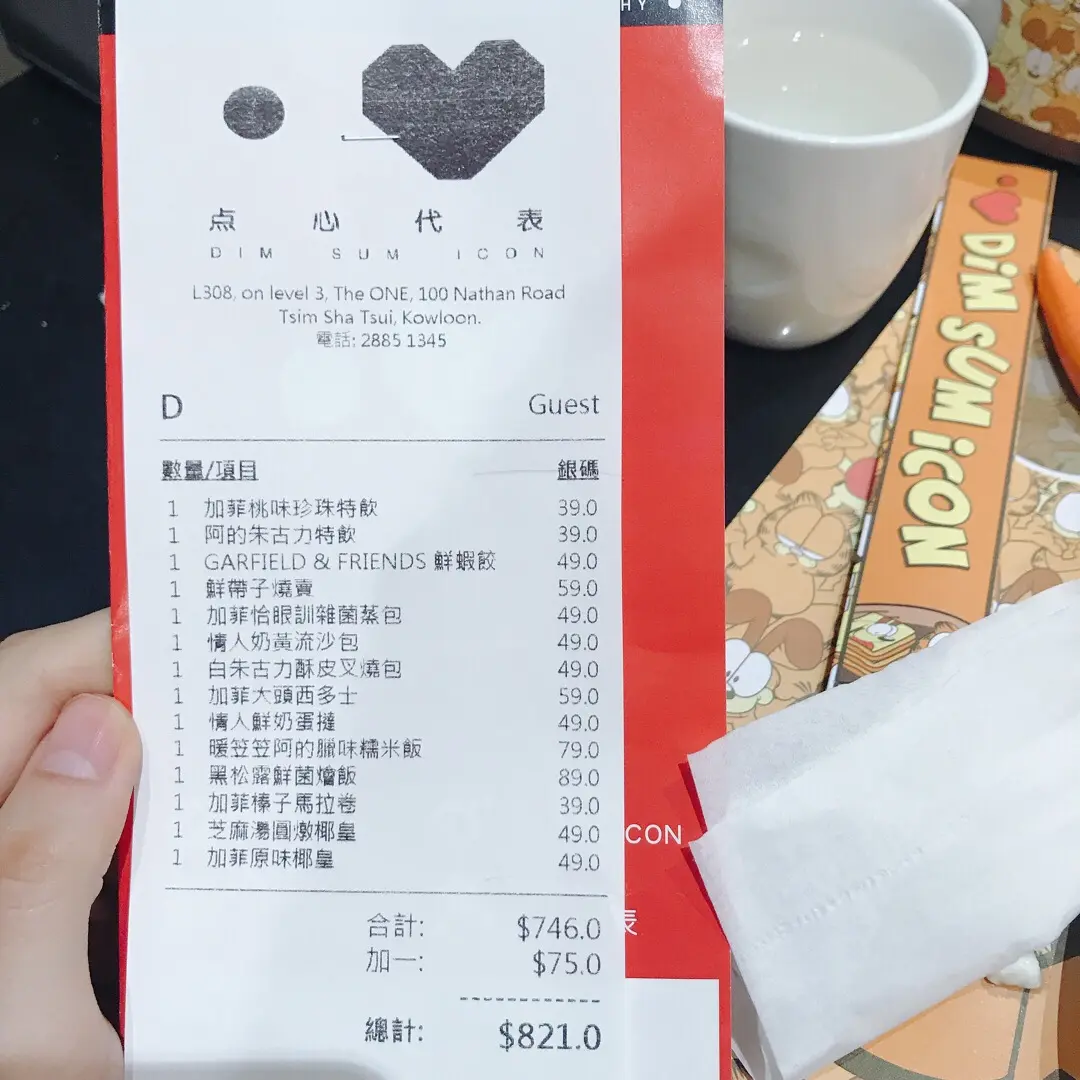 HY
点心代表
DIM SUM ICON
L308, on level 3, The ONE, 100 Nathan Road
Tsim Sha Tsui, Kowloon.
電話: 2885 1345
D Guest
數量/項目 銀碼
1 加菲桃味珍珠特飲 39.0
1 阿的朱古力特飲 39.0
1 GARFIELD & FRIENDS 鮮蝦餃 49.0
1 鮮帶子燒賣 59.0
1 加菲怡眼訓雜菌蒸包 49.0
1 情人奶黃流沙包 49.0
1 白朱古力酥皮叉燒包 49.0
1 加菲大頭西多士 59.0
1 情人鮮奶蛋撻 49.0
1 暖笠笠阿的臘味糯米飯 79.0
1 黑松露鮮菌燴飯 89.0
1 加菲榛子馬拉卷 39.0
1 芝麻湯圓燉椰皇 49.0
1 加菲原味椰皇 49.0
合計: $746.0
加一: $75.0
總計: $821.0
CON
表
DIM SUM ICON